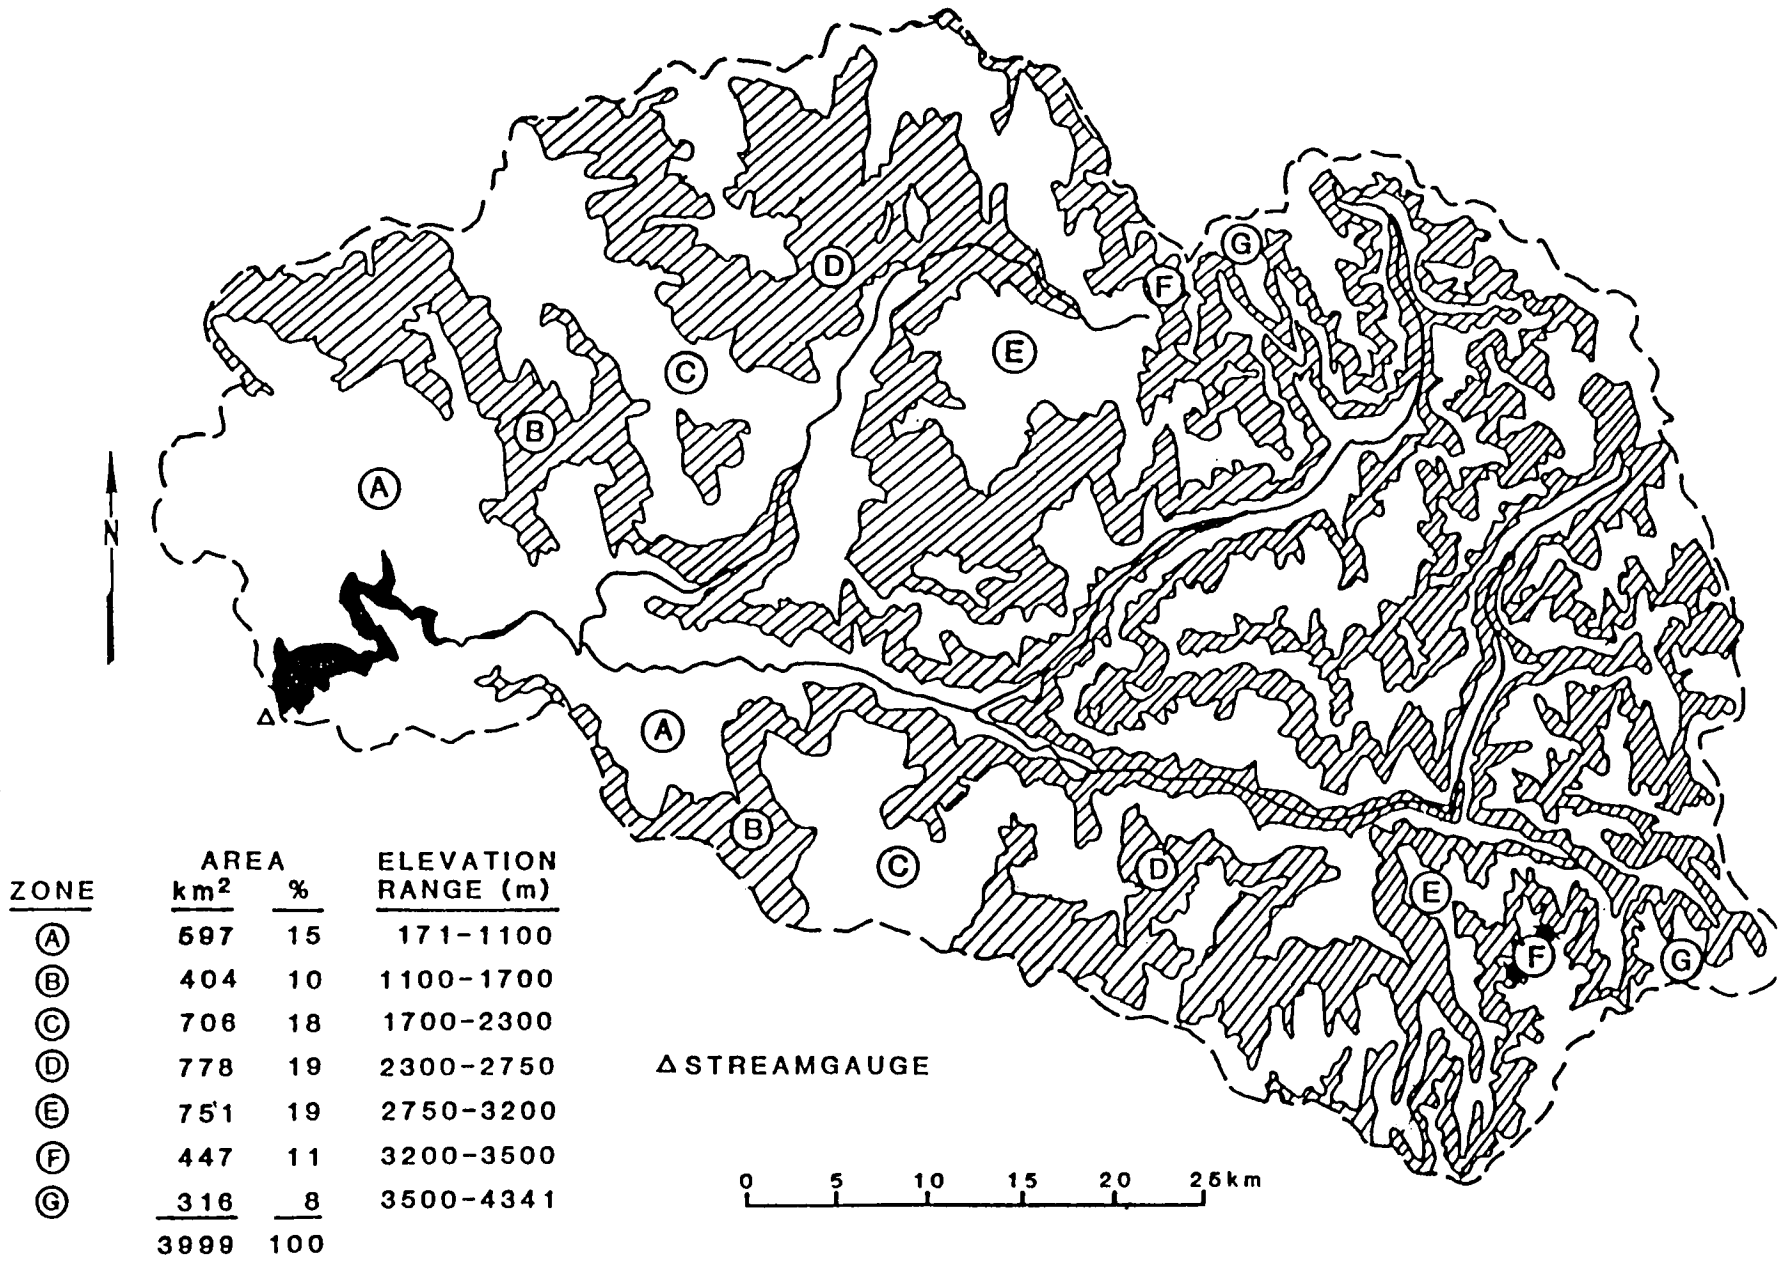 G
D
F
E
C
B
A
N
A
B
C
D
E
F
G
AREA ELEVATION
ZONE km² % RANGE (m)
A 597 15 171-1100
B 404 10 1100-1700
C 706 18 1700-2300
D 778 19 2300-2750
E 751 19 2750-3200
F 447 11 3200-3500
G 316 8 3500-4341
3999 100
Δ STREAMGAUGE
0 5 10 15 20 25km